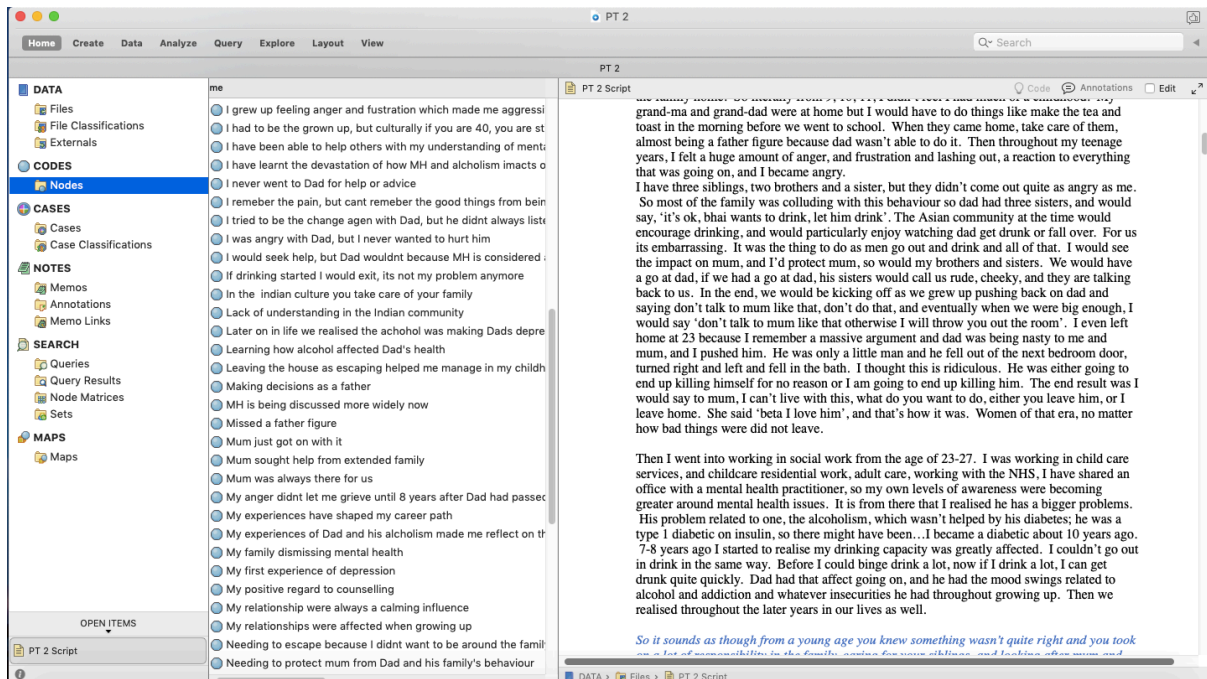 PT 2
Home Create Data Analyze Query Explore Layout View
Search
PT 2
DATA
Files
File Classifications
Externals
CODES
Nodes
CASES
Cases
Case Classifications
NOTES
Memos
Annotations
Memo Links
SEARCH
Queries
Query Results
Node Matrices
Sets
MAPS
Maps
OPEN ITEMS
PT 2 Script
me
I grew up feeling anger and fustration which made me aggressi
I had to be the grown up, but culturally if you are 40, you are st
I have been able to help others with my understanding of menta
I have learnt the devastation of how MH and alcholism imacts o
I never went to Dad for help or advice
I remeber the pain, but cant remeber the good things from bein
I tried to be the change agen with Dad, but he didnt always liste
I was angry with Dad, but I never wanted to hurt him
I would seek help, but Dad wouldnt because MH is considered
If drinking started I would exit, its not my problem anymore
In the indian culture you take care of your family
Lack of understanding in the Indian community
Later on in life we realised the achohol was making Dads depre
Learning how alcohol affected Dad's health
Leaving the house as escaping helped me manage in my childh
Making decisions as a father
MH is being discussed more widely now
Missed a father figure
Mum just got on with it
Mum sought help from extended family
Mum was always there for us
My anger didnt let me grieve until 8 years after Dad had passed
My experiences have shaped my career path
My experiences of Dad and his alcholism made me reflect on th
My family dismissing mental health
My first experience of depression
My positive regard to counselling
My relationship were always a calming influence
My relationships were affected when growing up
Needing to escape because I didnt want to be around the famil
Needing to protect mum from Dad and his family's behaviour
PT 2 Script
Code Annotations Edit
grand-ma and grand-dad were at home but I would have to do things like make the tea and
toast in the morning before we went to school. When they came home, take care of them,
almost being a father figure because dad wasn't able to do it. Then throughout my teenage
years, I felt a huge amount of anger, and frustration and lashing out, a reaction to everything
that was going on, and I became angry.
I have three siblings, two brothers and a sister, but they didn't come out quite as angry as me.
So most of the family was colluding with this behaviour so dad had three sisters, and would
say, 'it's ok, bhai wants to drink, let him drink'. The Asian community at the time would
encourage drinking, and would particularly enjoy watching dad get drunk or fall over. For us
its embarrassing. It was the thing to do as men go out and drink and all of that. I would see
the impact on mum, and I'd protect mum, so would my brothers and sisters. We would have
a go at dad, if we had a go at dad, his sisters would call us rude, cheeky, and they are talking
back to us. In the end, we would be kicking off as we grew up pushing back on dad and
saying don't talk to mum like that, don't do that, and eventually when we were big enough, I
would say 'don't talk to mum like that otherwise I will throw you out the room'. I even left
home at 23 because I remember a massive argument and dad was being nasty to me and
mum, and I pushed him. He was only a little man and he fell out of the next bedroom door,
turned right and left and fell in the bath. I thought this is ridiculous. He was either going to
end up killing himself for no reason or I am going to end up killing him. The end result was I
would say to mum, I can't live with this, what do you want to do, either you leave him, or I
leave home. She said 'beta I love him', and that's how it was. Women of that era, no matter
how bad things were did not leave.
Then I went into working in social work from the age of 23-27. I was working in child care
services, and childcare residential work, adult care, working with the NHS, I have shared an
office with a mental health practitioner, so my own levels of awareness were becoming
greater around mental health issues. It is from there that I realised he has a bigger problems.
His problem related to one, the alcoholism, which wasn't helped by his diabetes; he was a
type 1 diabetic on insulin, so there might have been…I became a diabetic about 10 years ago.
7-8 years ago I started to realise my drinking capacity was greatly affected. I couldn't go out
in drink in the same way. Before I could binge drink a lot, now if I drink a lot, I can get
drunk quite quickly. Dad had that affect going on, and he had the mood swings related to
alcohol and addiction and whatever insecurities he had throughout growing up. Then we
realised throughout the later years in our lives as well.
So it sounds as though from a young age you knew something wasn't quite right and you took
DATA > Files > PT 2 Script